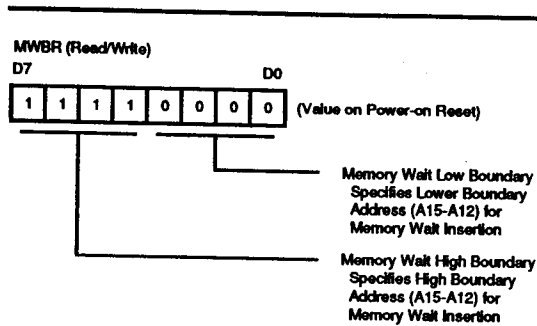 MWBR (Read/Write)
D7 D0
1 1 1 1 0 0 0 0 (Value on Power-on Reset)
Memory Wait Low Boundary
Specifies Lower Boundary
Address (A15-A12) for
Memory Wait Insertion
Memory Wait High Boundary
Specifies High Boundary
Address (A15-A12) for
Memory Wait Insertion